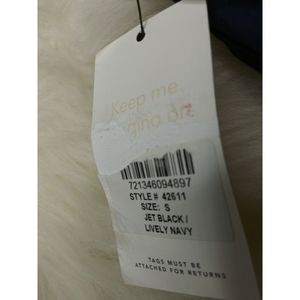 Keep me
721346094897
STYLE # 42611
SIZE: S
JET BLACK /
LIVELY NAVY
TAGS MUST BE
ATTACHED FOR RETURNS